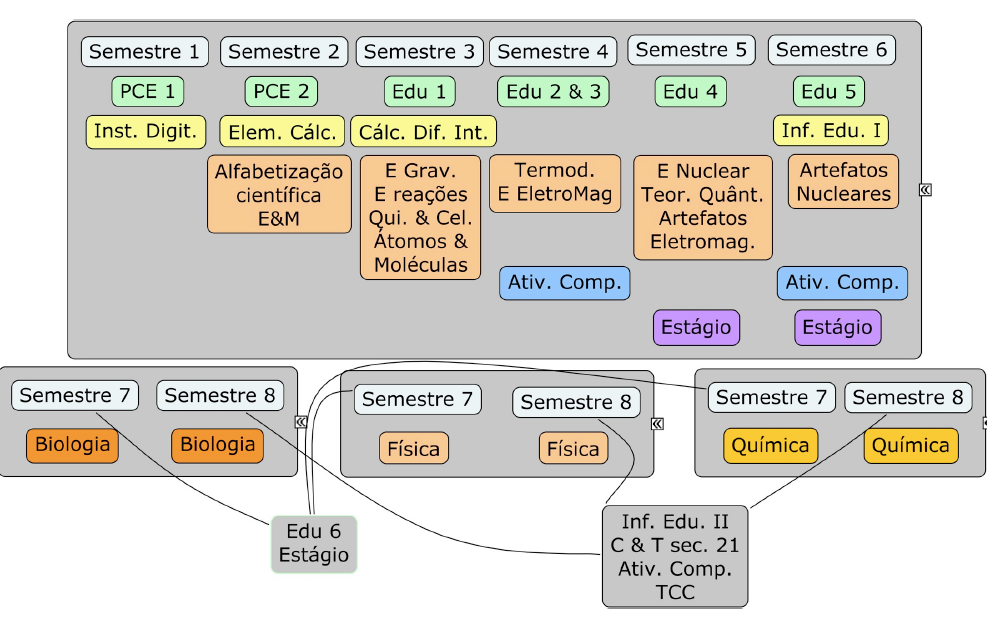 Semestre 1
Semestre 2
Semestre 3
Semestre 4
Semestre 5
Semestre 6
PCE 1
PCE 2
Edu 1
Edu 2 & 3
Edu 4
Edu 5
Inst. Digit.
Elem. Cálc.
Cálc. Dif. Int.
Inf. Edu. I
Alfabetização
científica
E&M
E Grav.
E reações
Qui. & Cel.
Átomos &
Moléculas
Termod.
E EletroMag
E Nuclear
Teor. Quânt.
Artefatos
Eletromag.
Artefatos
Nucleares
Ativ. Comp.
Ativ. Comp.
Estágio
Estágio
Semestre 7
Semestre 8
Biologia
Biologia
Semestre 7
Semestre 8
Física
Física
Semestre 7
Semestre 8
Química
Química
Edu 6
Estágio
Inf. Edu. II
C & T sec. 21
Ativ. Comp.
TCC